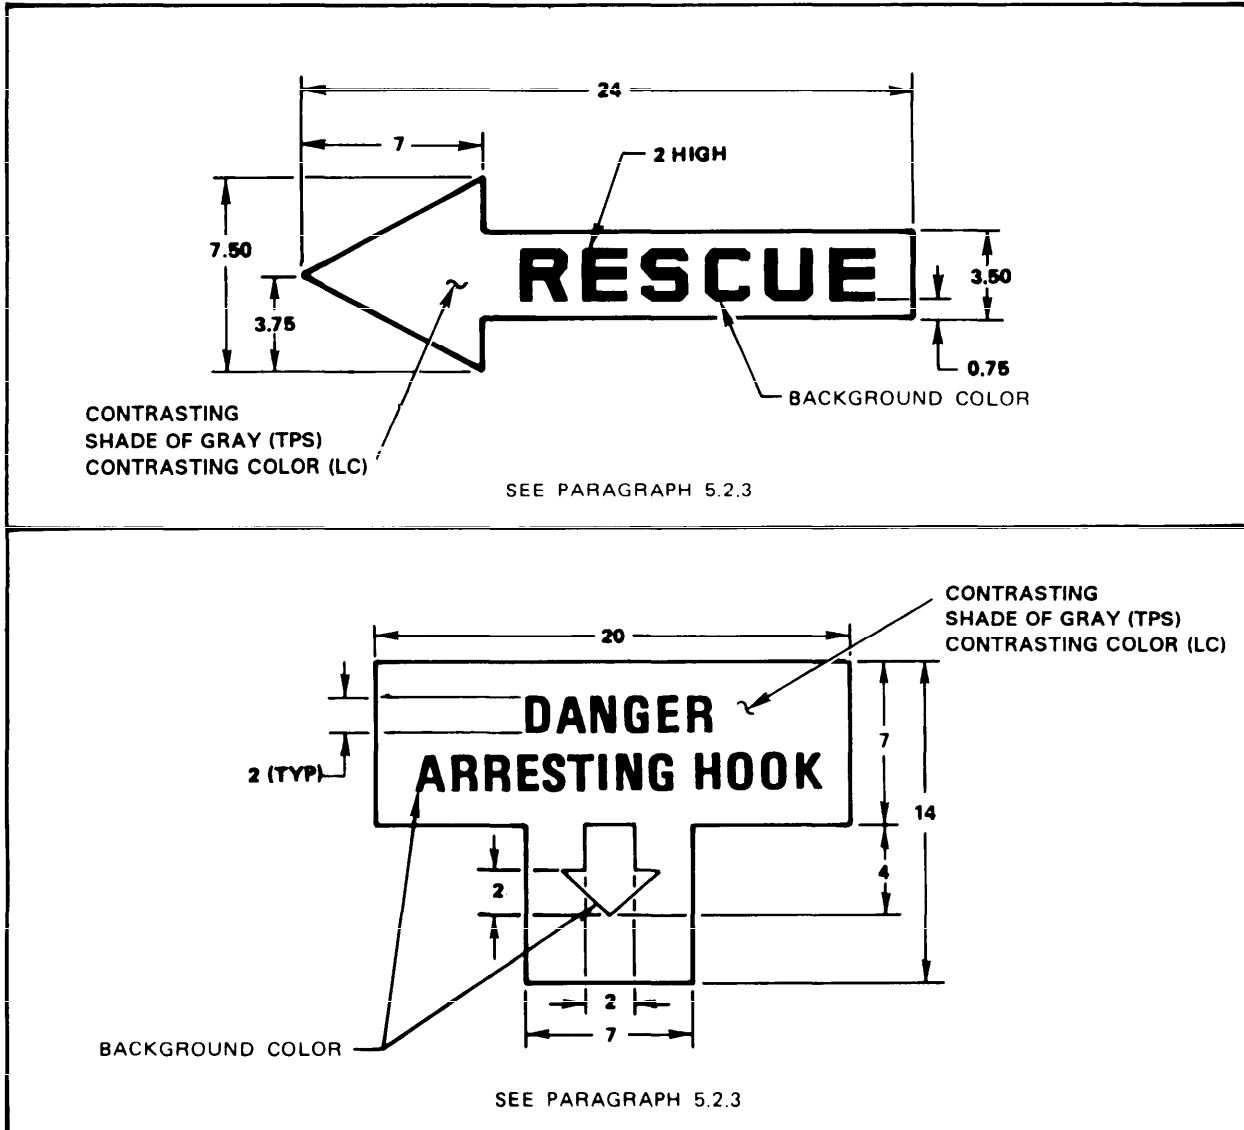 24
7
2 HIGH
7.50
RESCUE
3.50
3.75
0.75
BACKGROUND COLOR
CONTRASTING
SHADE OF GRAY (TPS)
CONTRASTING COLOR (LC)
SEE PARAGRAPH 5.2.3
CONTRASTING
SHADE OF GRAY (TPS)
CONTRASTING COLOR (LC)
20
DANGER
7
2 (TYP)
ARRESTING HOOK
14
4
2
2
7
BACKGROUND COLOR
SEE PARAGRAPH 5.2.3